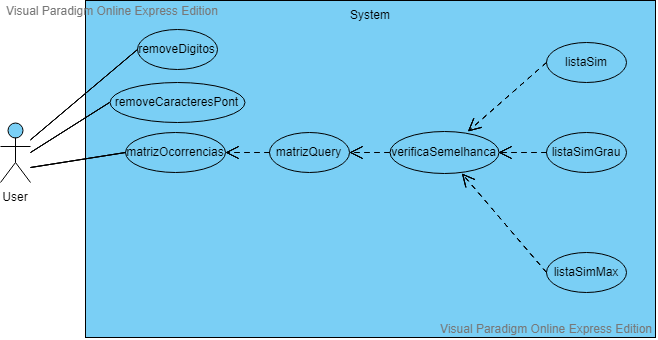 Visual Paradigm Online Express Edition
System
removeDigitos
listaSim
removeCaracteresPont
matrizOcorrencias
matrizQuery
verificaSemelhanca
listaSimGrau
User
listaSimMax
Visual Paradigm Online Express Edition